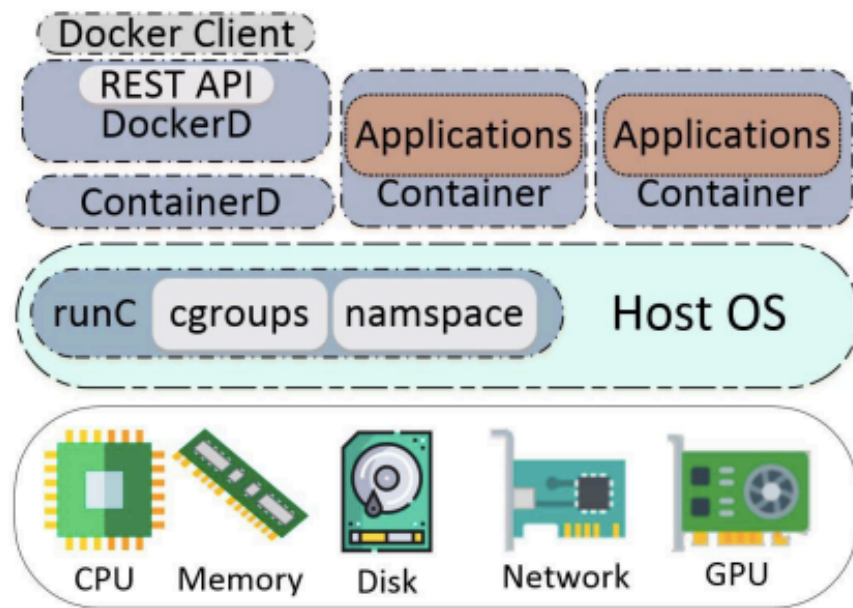 Docker Client
REST API
DockerD
ContainerD
Applications
Container
Applications
Container
runC cgroups namspace Host OS
CPU Memory Disk Network GPU